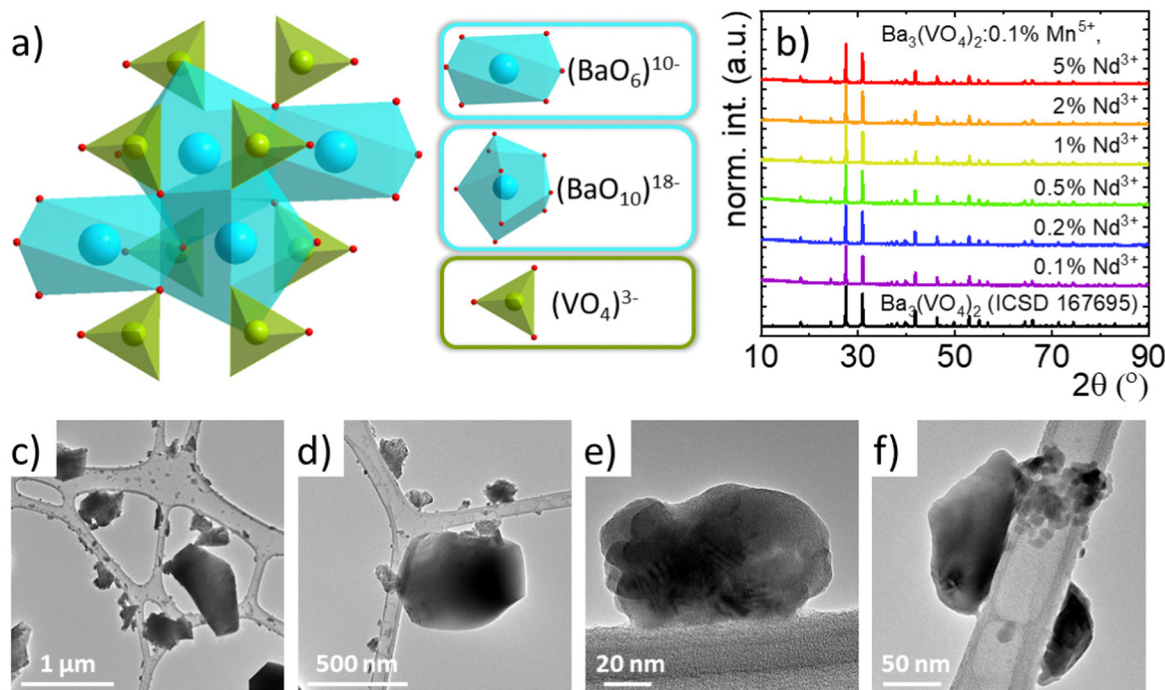 a)
(BaO₆)¹⁰⁻
(BaO₁₀)¹⁸⁻
(VO₄)³⁻
b)
norm. int. (a.u.)
Ba₃(VO₄)₂:0.1% Mn⁵⁺,
5% Nd³⁺
2% Nd³⁺
1% Nd³⁺
0.5% Nd³⁺
0.2% Nd³⁺
0.1% Nd³⁺
Ba₃(VO₄)₂ (ICSD 167695)
10 30 50 70 90
2θ (°)
c)
1 µm
d)
500 nm
e)
20 nm
f)
50 nm